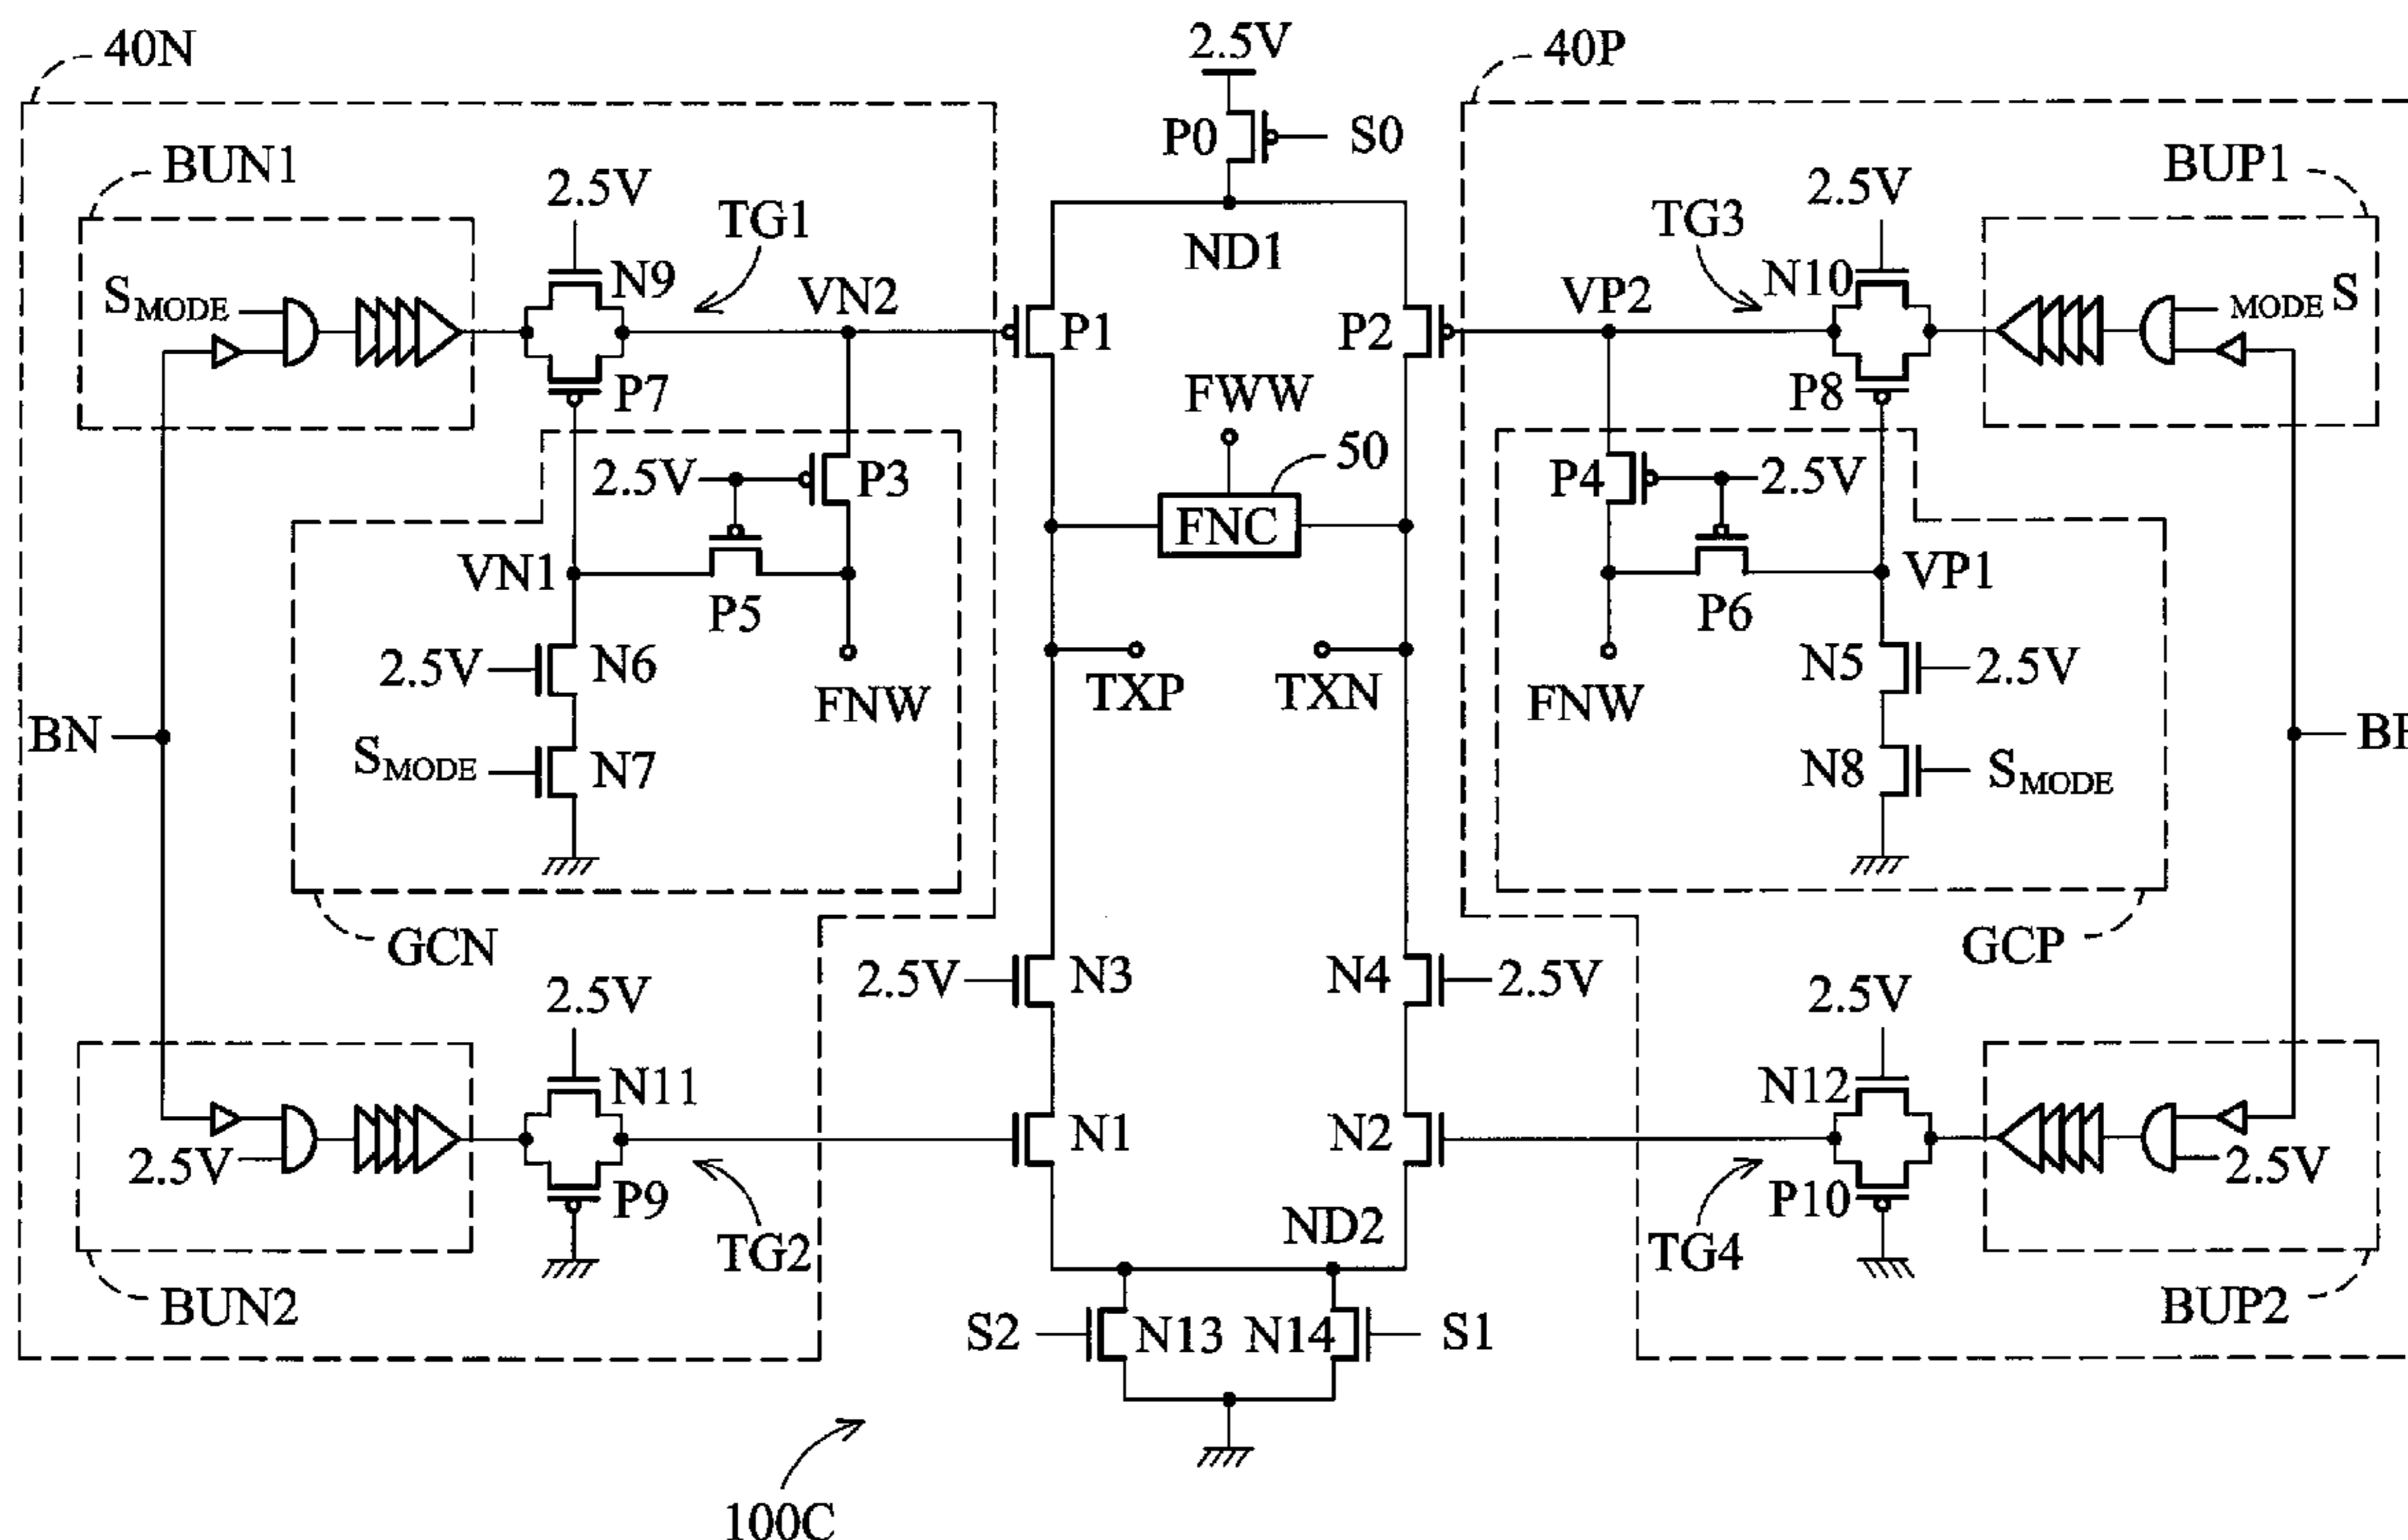 40N
2.5V
40P
P0
S0
BUN1
2.5V
TG1
ND1
TG3
2.5V
BUP1
SMODE
N9
VN2
P1
P2
VP2
N10
MODE S
P7
FWW
P8
2.5V
P3
50
P4
2.5V
FNC
VN1
P5
P6
VP1
2.5V
N6
FNW
TXP
TXN
FNW
N5
2.5V
BN
SMODE
N7
N8
SMODE
GCN
GCP
2.5V
N3
N4
2.5V
2.5V
2.5V
N11
N1
N2
N12
2.5V
P9
TG2
ND2
TG4
P10
2.5V
BUN2
S2
N13
N14
S1
BUP2
100C